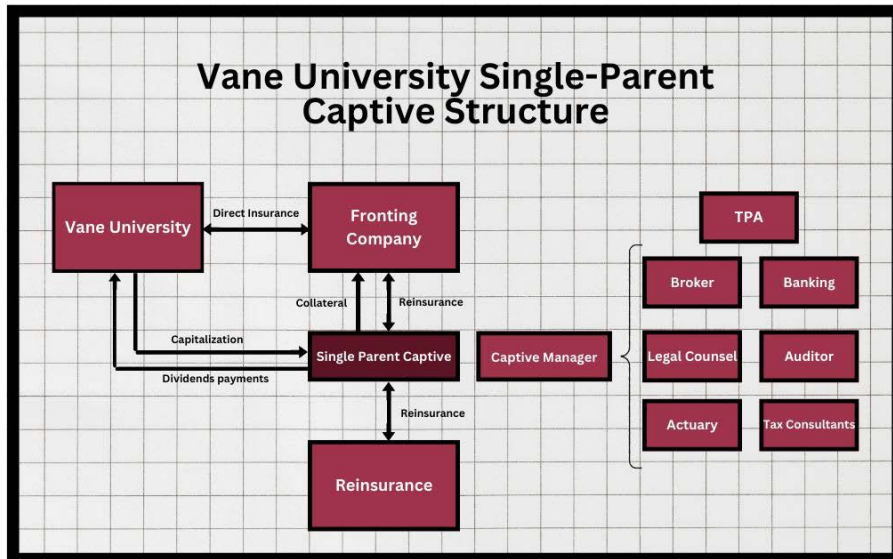 Vane University Single-Parent
Captive Structure
Vane University
Direct Insurance
Fronting
Company
TPA
Broker
Banking
Collateral
Reinsurance
Capitalization
Single Parent Captive
Captive Manager
Legal Counsel
Auditor
Dividends payments
Reinsurance
Actuary
Tax Consultants
Reinsurance